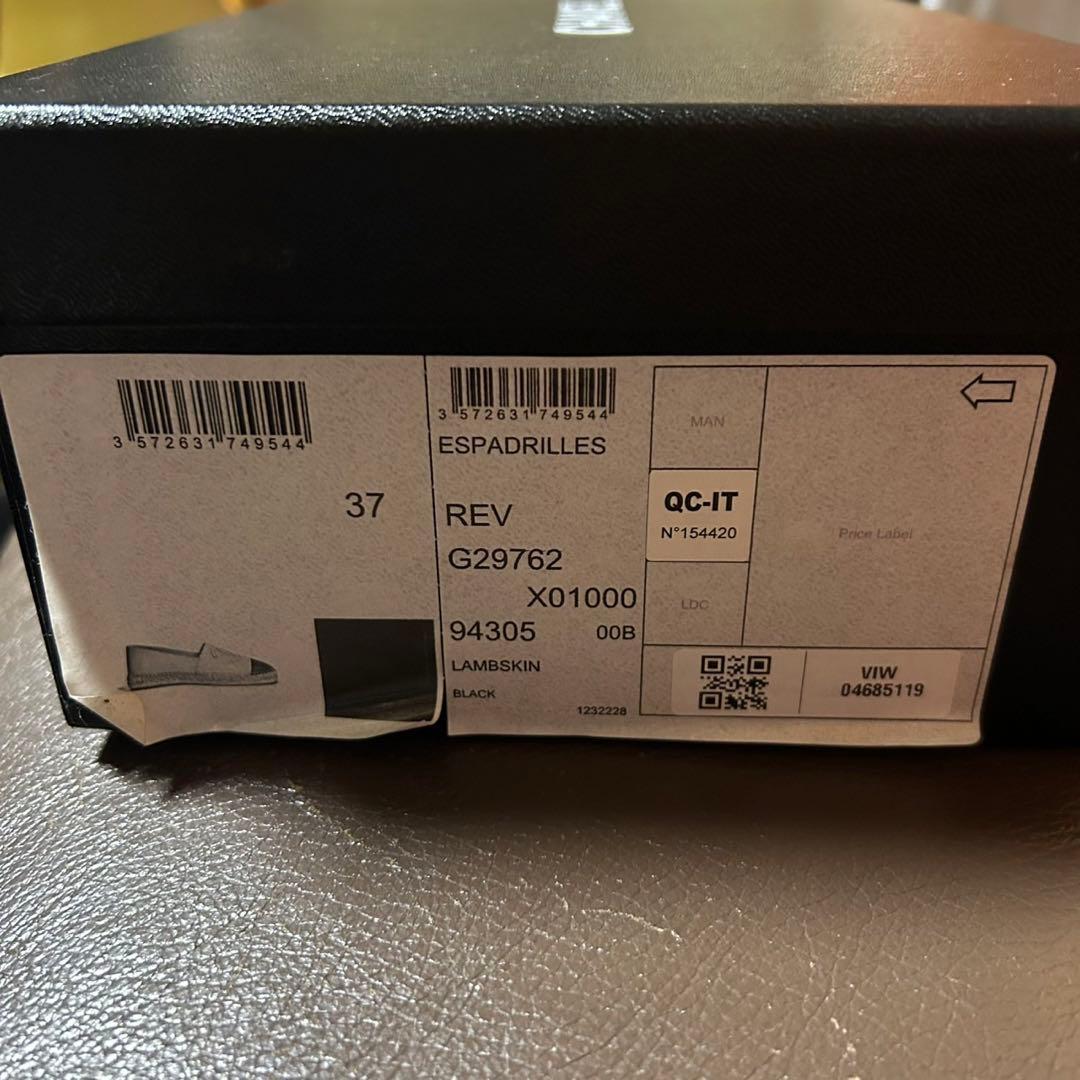 3 572631 749544
37
3 572631 749544
ESPADRILLES
REV
G29762
X01000
94305 00B
LAMBSKIN
BLACK
1232228
MAN
QC-IT
N°154420
LDC
Price Label
VIW
04685119